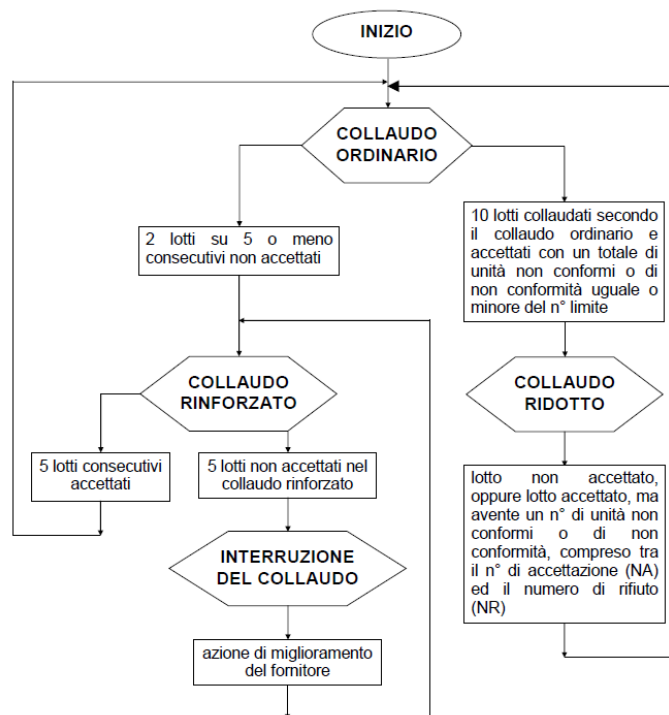 INIZIO
COLLAUDO
ORDINARIO
2 lotti su 5 o meno
consecutivi non accettati
10 lotti collaudati secondo
il collaudo ordinario e
accettati con un totale di
unità non conformi o di
non conformità uguale o
minore del n° limite
COLLAUDO
RINFORZATO
COLLAUDO
RIDOTTO
5 lotti consecutivi
accettati
5 lotti non accettati nel
collaudo rinforzato
lotto non accettato,
oppure lotto accettato, ma
avente un n° di unità non
conformi o di non
conformità, compreso tra
il n° di accettazione (NA)
ed il numero di rifiuto
(NR)
INTERRUZIONE
DEL COLLAUDO
azione di miglioramento
del fornitore